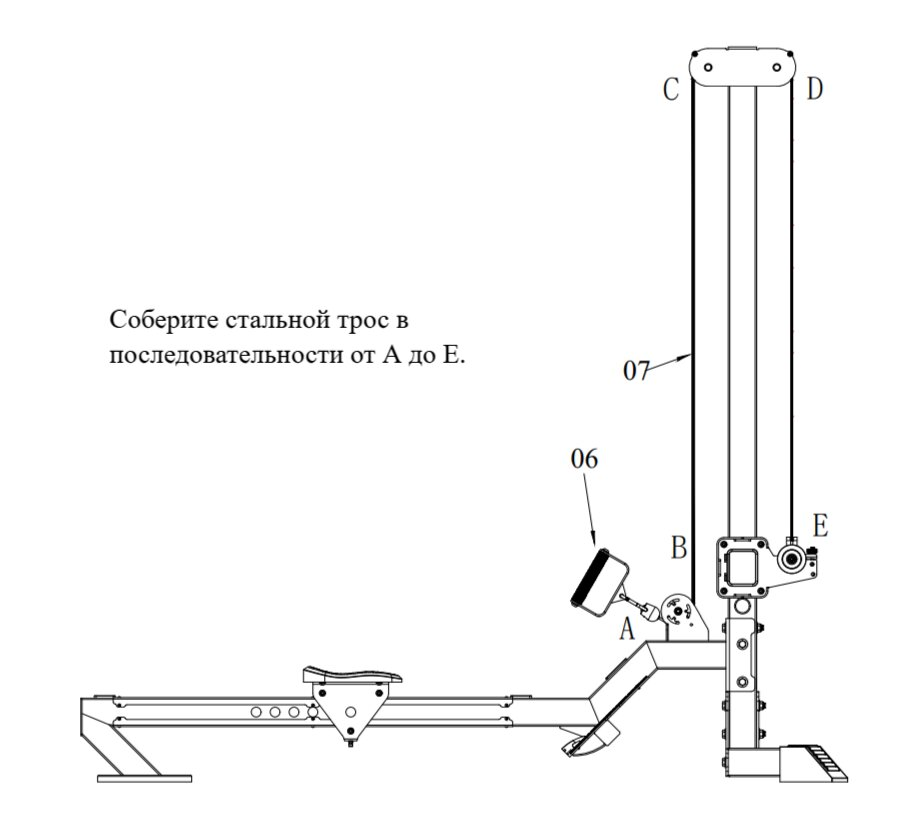 C
D
Соберите стальной трос в
последовательности от А до Е.
07
06
E
B
A